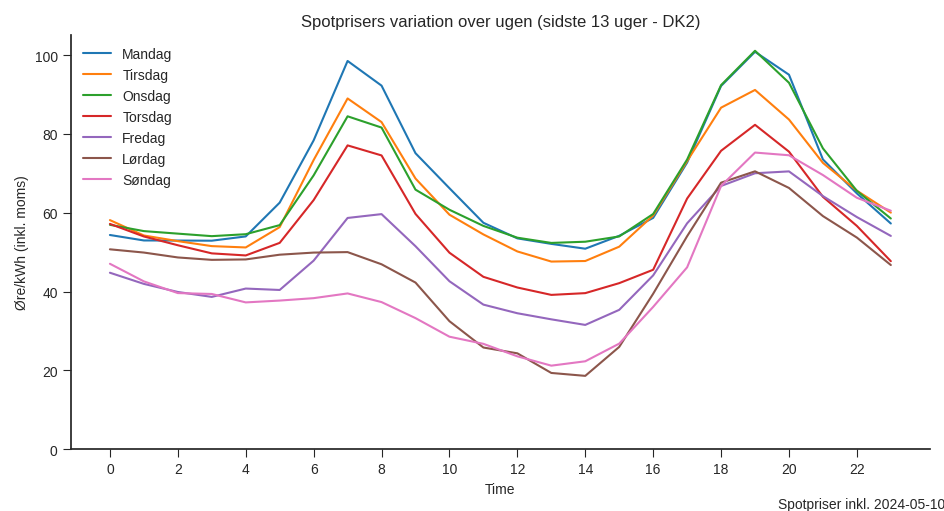 Spotprisers variation over ugen (sidste 13 uger - DK2)
Mandag
Tirsdag
Onsdag
Torsdag
Fredag
Lørdag
Søndag
Øre/kWh (inkl. moms)
100
80
60
40
20
0
0 2 4 6 8 10 12 14 16 18 20 22
Time
Spotpriser inkl. 2024-05-10